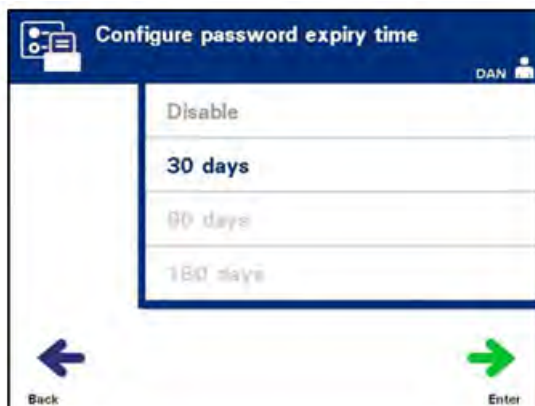 Configure password expiry time
DAN
Disable
30 days
90 days
180 days
Back
Enter